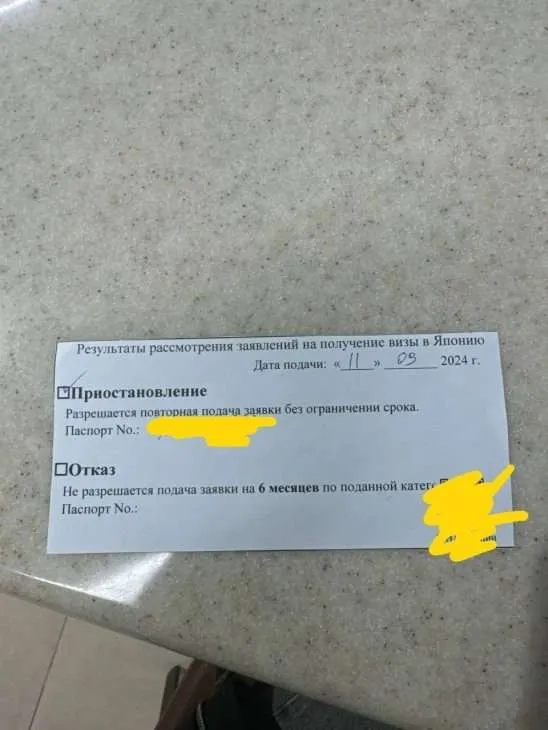 Результаты рассмотрения заявлений на получение визы в Японию
Дата подачи: «11» 09 2024 г.
Приостановление
Разрешается повторная подача заявки без ограничении срока.
Паспорт No.:
Отказ
Не разрешается подача заявки на 6 месяцев по поданной
Паспорт No.: